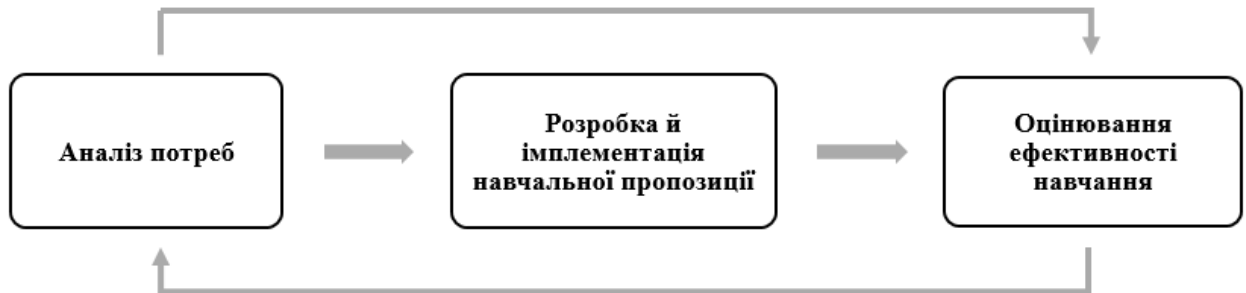 Аналіз потреб
Розробка й
імплементація
навчальної пропозиції
Оцінювання
ефективності
навчання